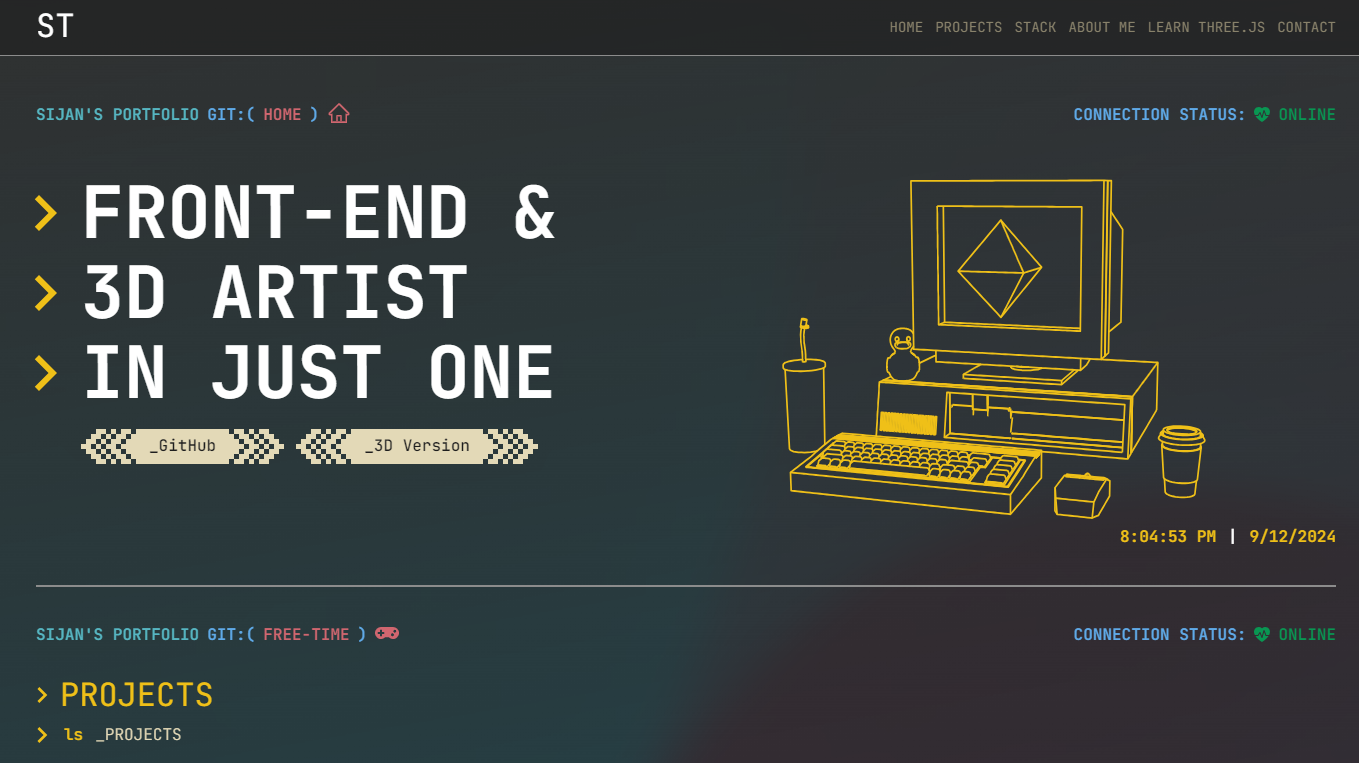 ST
HOME PROJECTS STACK ABOUT ME LEARN THREE.JS CONTACT
SIJAN'S PORTFOLIO GIT:( HOME )
CONNECTION STATUS: ONLINE
> FRONT-END &
> 3D ARTIST
> IN JUST ONE
_GitHub
_3D Version
8:04:53 PM | 9/12/2024
SIJAN'S PORTFOLIO GIT:( FREE-TIME )
CONNECTION STATUS: ONLINE
> PROJECTS
> ls _PROJECTS